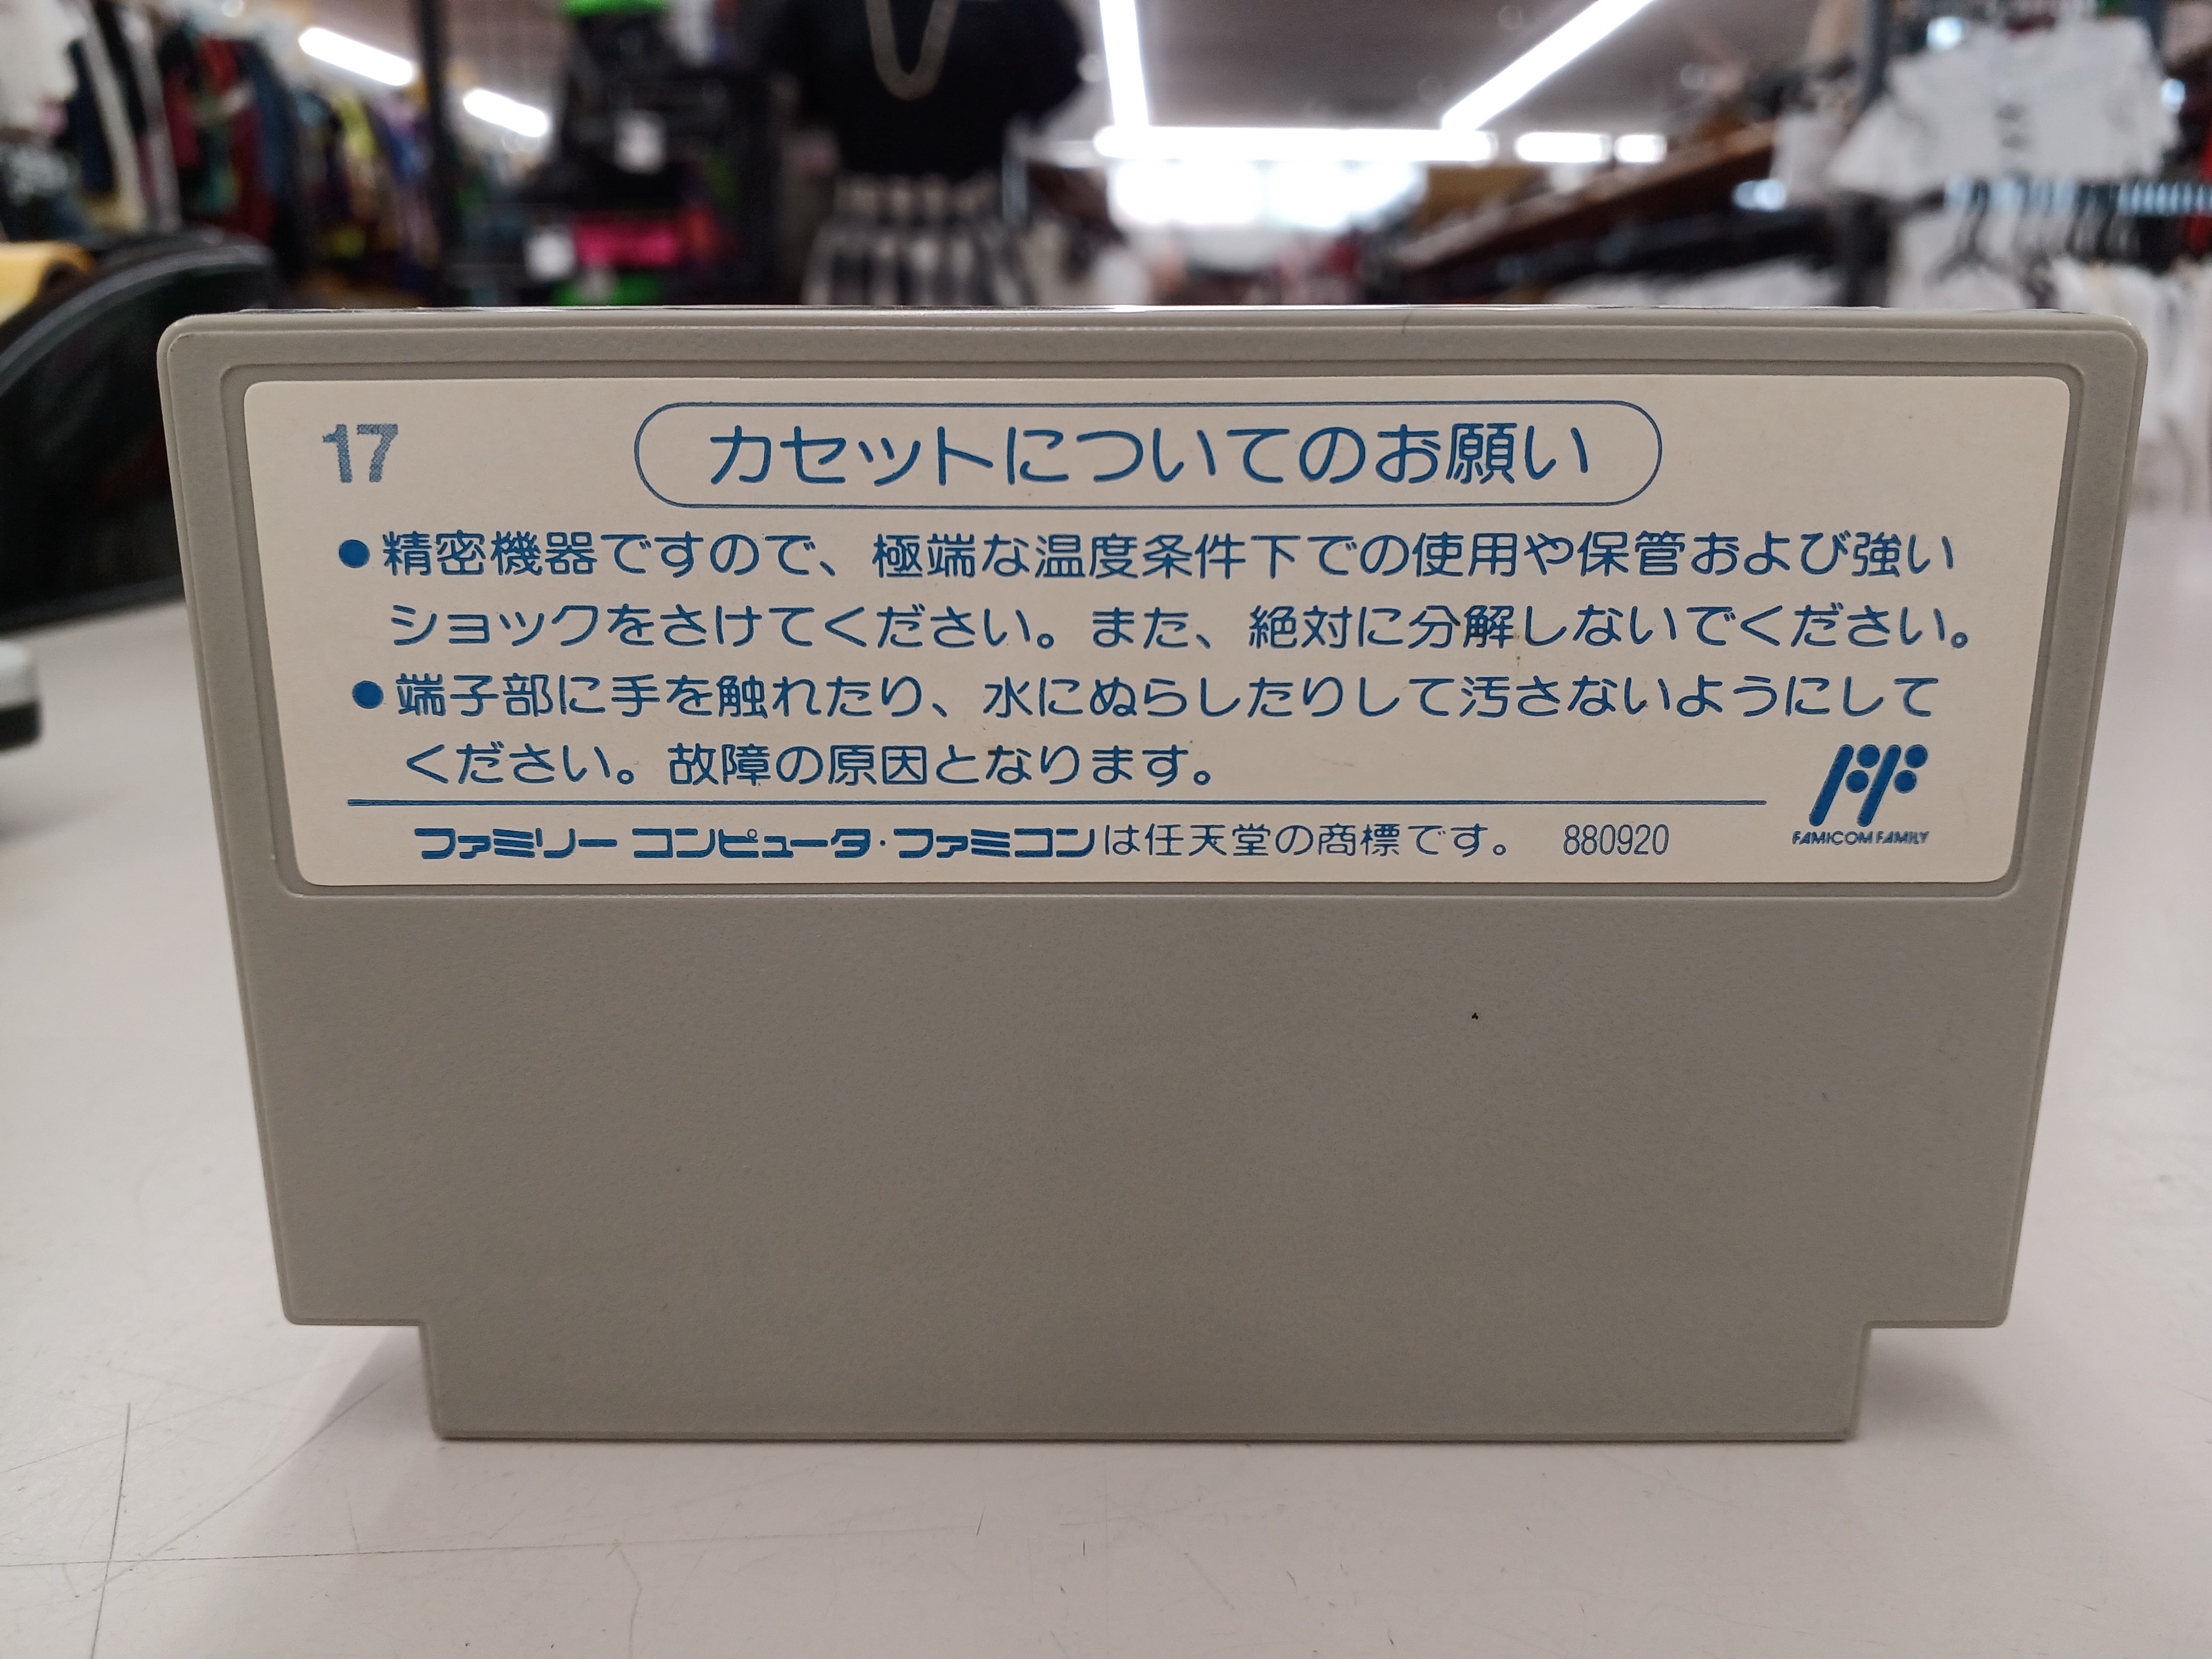 17
カセットについてのお願い
●精密機器ですので、極端な温度条件下での使用や保管および強い
ショックをさけてください。また、絶対に分解しないでください。
●端子部に手を触れたり、水にぬらしたりして汚さないようにして
ください。故障の原因となります。
ファミリー コンピュータ・ファミコンは任天堂の商標です。 880920
FAMICOM FAMILY